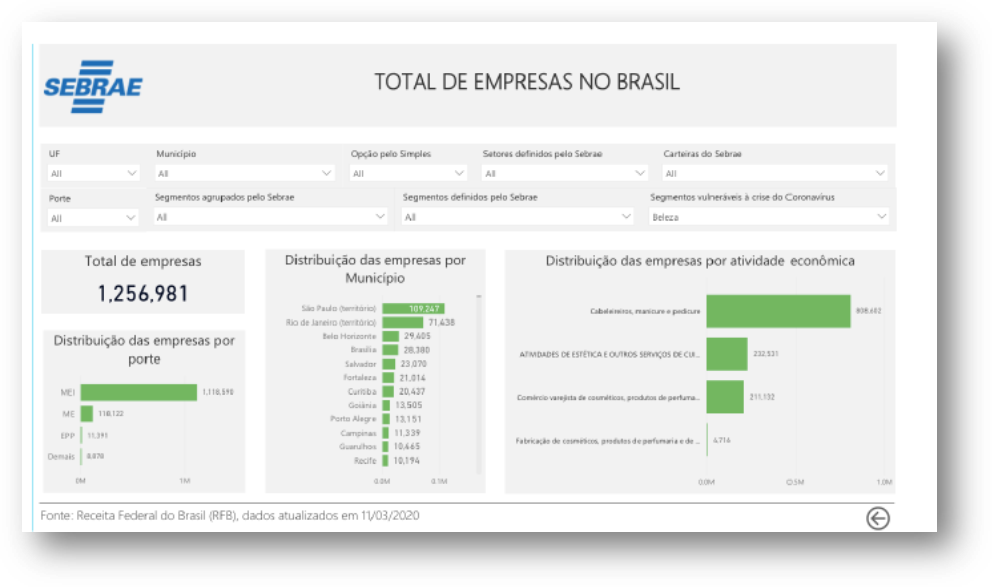 SEBRAE
TOTAL DE EMPRESAS NO BRASIL
UF
Município
Opção pelo Simples
Setores definidos pelo Sebrae
Carteiras do Sebrae
All
All
All
All
All
Porte
Segmentos agrupados pelo Sebrae
Segmentos definidos pelo Sebrae
Segmentos vulneráveis à crise do Coronavírus
All
All
All
Beleza
Total de empresas
1,256,981
Distribuição das empresas por
porte
MEI 1,118,590
ME 118,122
EPP 11,391
Demais 8,878
0M 1M
Distribuição das empresas por
Município
São Paulo (território) 109,247
Rio de Janeiro (território) 71,438
Belo Horizonte 29,405
Brasília 28,380
Salvador 23,070
Fortaleza 21,014
Curitiba 20,437
Goiânia 13,505
Porto Alegre 13,151
Campinas 11,339
Guarulhos 10,465
Recife 10,194
0.0M 0.1M
Distribuição das empresas por atividade econômica
Cabeleireiros, manicure e pedicure 808,602
ATIVIDADES DE ESTÉTICA E OUTROS SERVIÇOS DE CUI... 232,531
Comércio varejista de cosméticos, produtos de perfuma... 211,132
Fabricação de cosméticos, produtos de perfumaria e de ... 4,716
0.0M 0.5M 1.0M
Fonte: Receita Federal do Brasil (RFB), dados atualizados em 11/03/2020